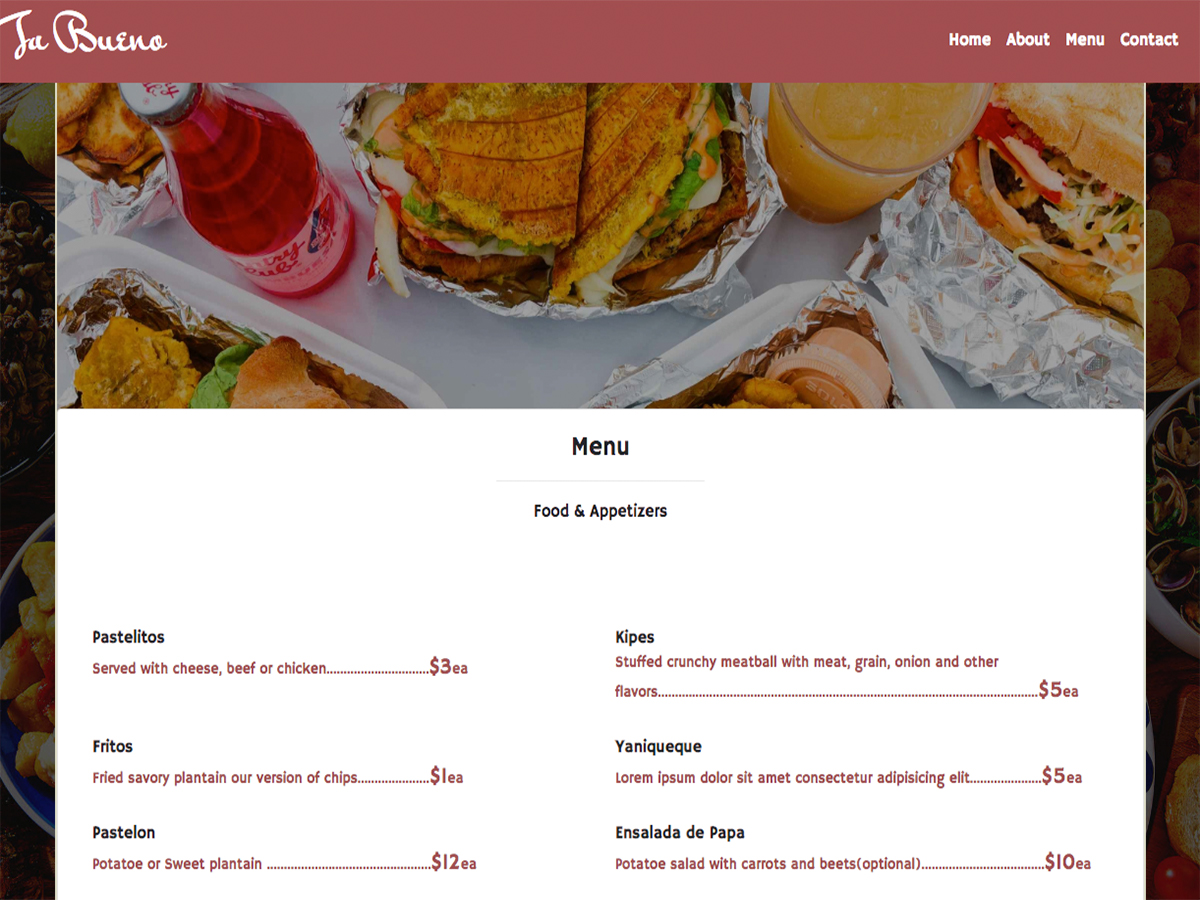 Ta Bueno
Home About Menu Contact
Menu
Food & Appetizers
Pastelitos
Served with cheese, beef or chicken..............................$3ea
Kipes
Stuffed crunchy meatball with meat, grain, onion and other
flavors...............................................................................................................$5ea
Fritos
Fried savory plantain our version of chips.....................$1ea
Yaniqueque
Lorem ipsum dolor sit amet consectetur adipisicing elit.....................$5ea
Pastelon
Potatoe or Sweet plantain ................................................$12ea
Ensalada de Papa
Potatoe salad with carrots and beets(optional)....................................$10ea